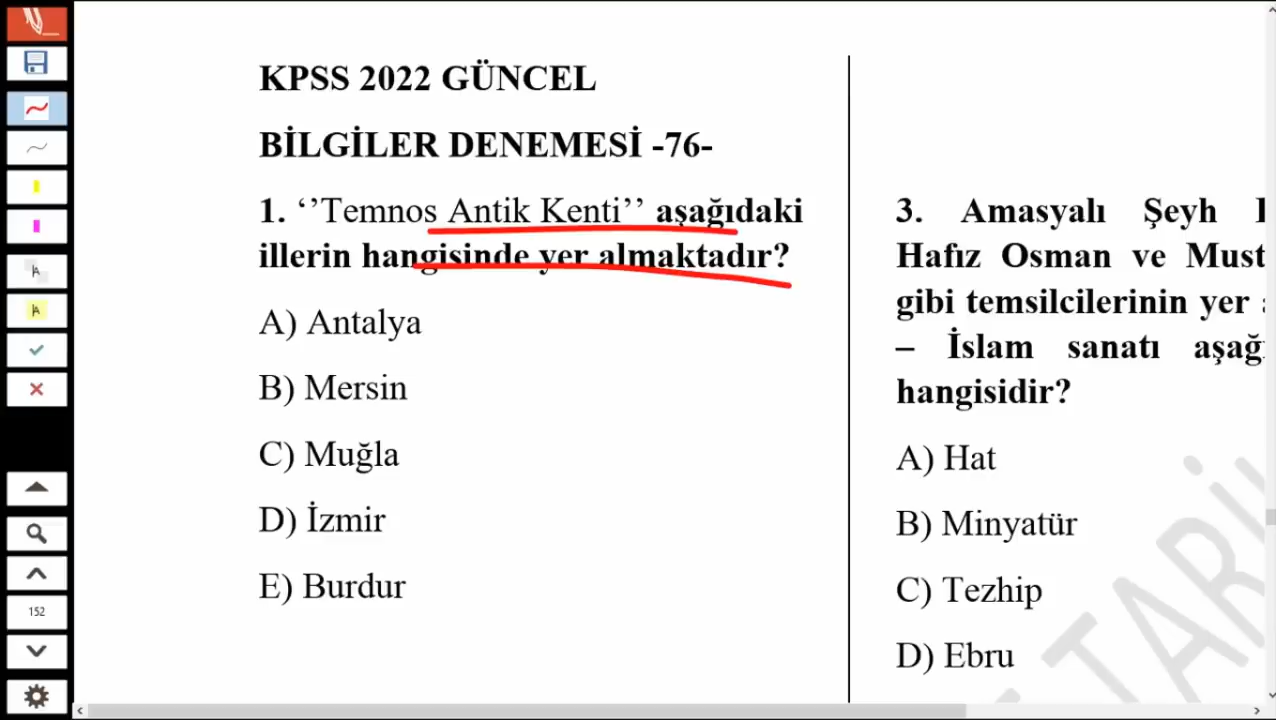 KPSS 2022 GÜNCEL
BİLGİLER DENEMESİ -76-
1. ‘’Temnos Antik Kenti’’ aşağıdaki
illerin hangisinde yer almaktadır?
A) Antalya
B) Mersin
C) Muğla
D) İzmir
E) Burdur
3. Amasyalı Şeyh
Hafız Osman ve Must
gibi temsilcilerinin yer
– İslam sanatı aşağı
hangisidir?
A) Hat
B) Minyatür
C) Tezhip
D) Ebru
TARİ
152